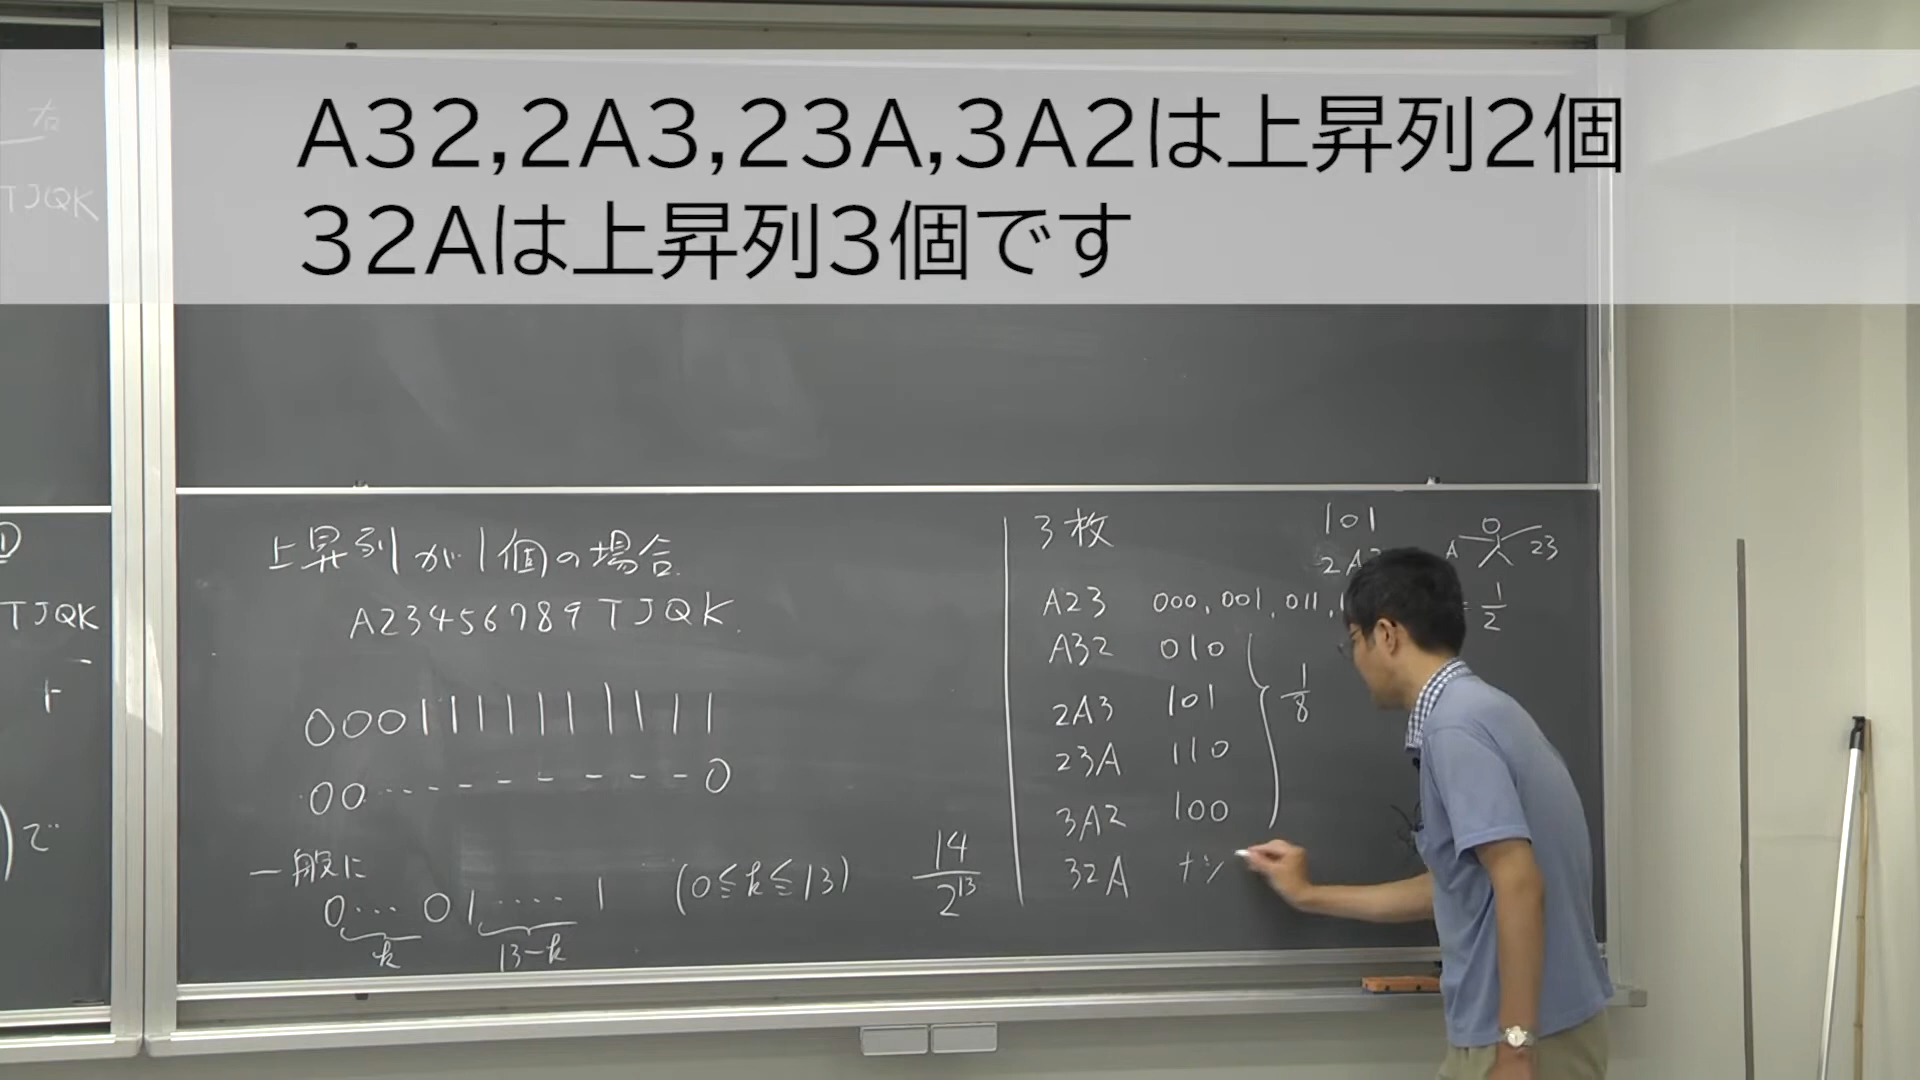 A32,2A3,23A,3A2は上昇列2個
32Aは上昇列3個です
右
TJQK
①
TJQK
で
上昇列が1個の場合
A23456789TJQK.
0001111111111
00………0
一般に
0…01…1 (0≦k≦13) 14/2^13
k 13-k
3枚
101
A 0 23
A23 000, 001, 011, = 1/2
A32 010
2A3 101 1/8
23A 110
3A2 100
32A ナシ